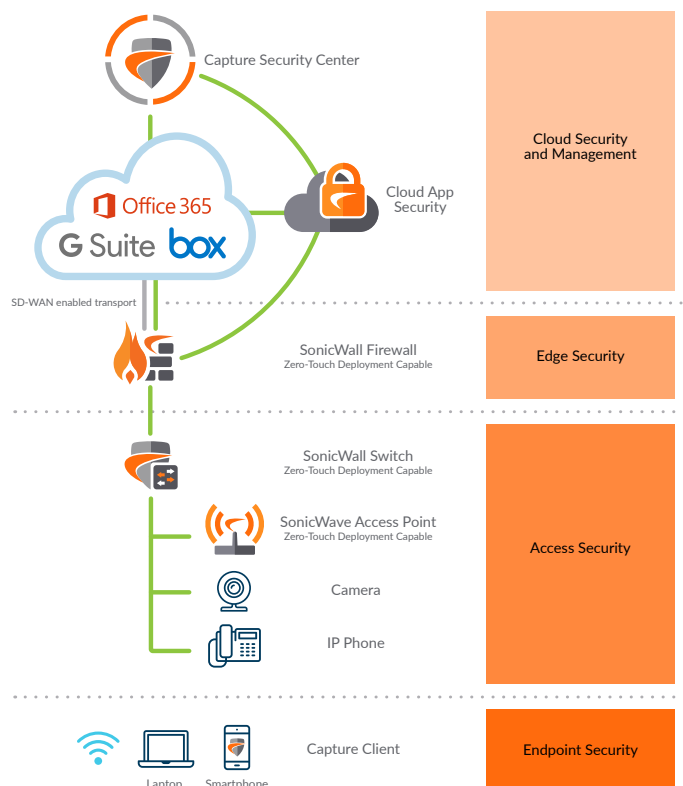 Capture Security Center
Cloud Security
and Management
Cloud App
Security
Office 365
G Suite
box
SD-WAN enabled transport
SonicWall Firewall
Zero-Touch Deployment Capable
Edge Security
SonicWall Switch
Zero-Touch Deployment Capable
SonicWave Access Point
Zero-Touch Deployment Capable
Access Security
Camera
IP Phone
Capture Client
Endpoint Security
Laptop
Smartphone